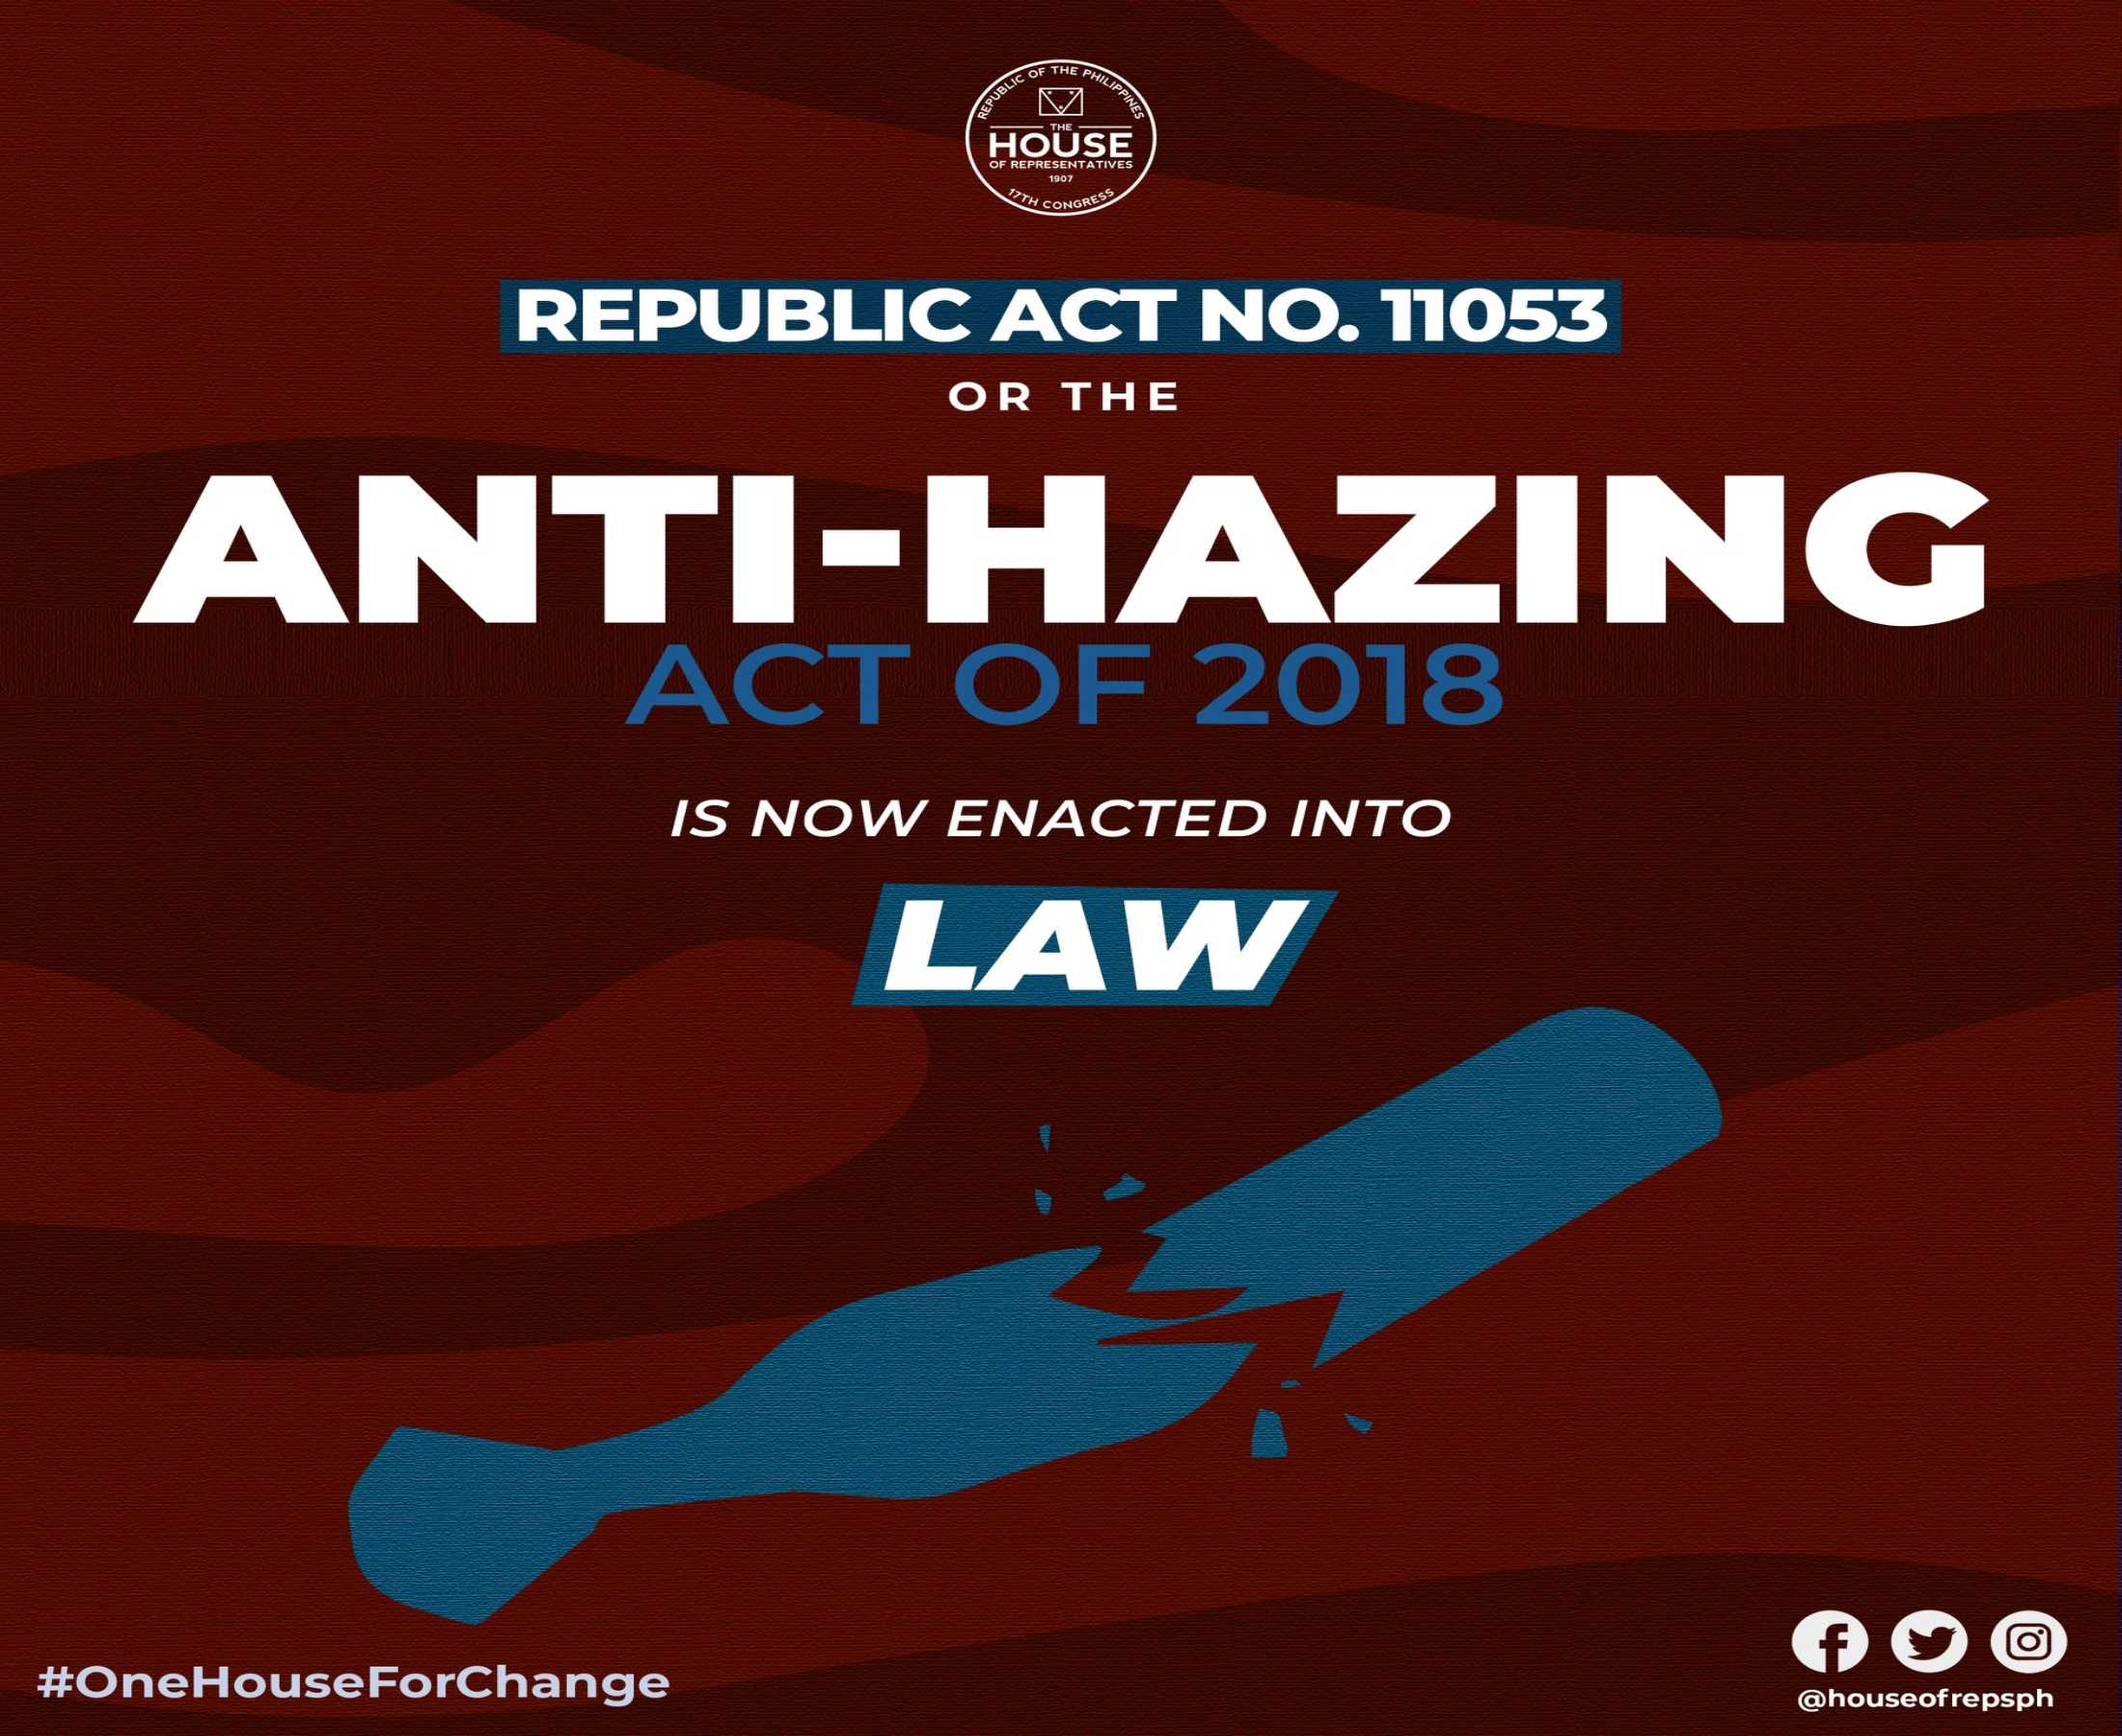 REPUBLIC OF THE PHILIPPINES
THE
HOUSE
OF REPRESENTATIVES
1907
17TH CONGRESS
REPUBLIC ACT NO. 11053
OR THE
ANTI-HAZING
ACT OF 2018
IS NOW ENACTED INTO
LAW
#OneHouseForChange
@houseofrepsph